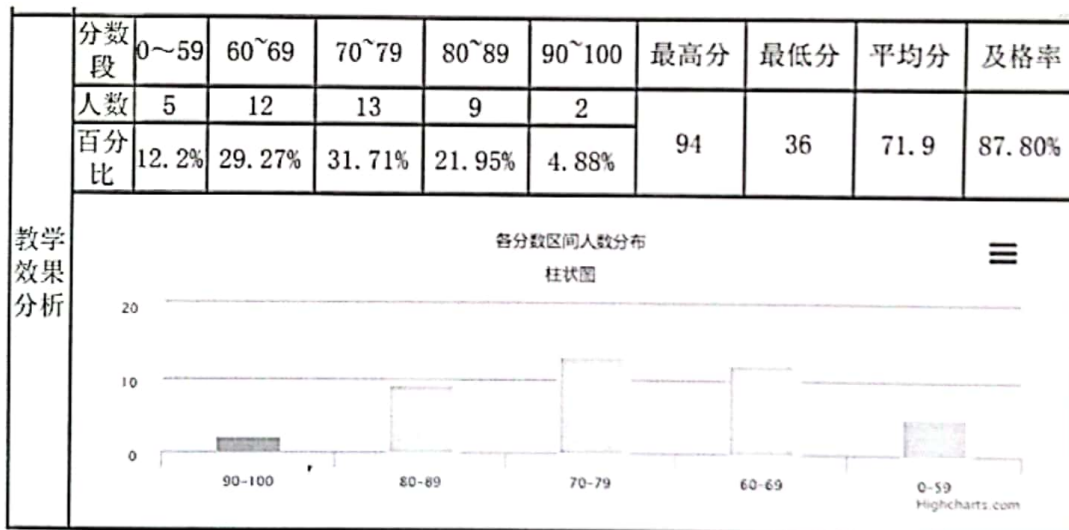 分数段 0～59 60~69 70~79 80~89 90~100 最高分 最低分 平均分 及格率
人数 5 12 13 9 2
百分比 12.2% 29.27% 31.71% 21.95% 4.88% 94 36 71.9 87.80%
教学效果分析
各分数区间人数分布
柱状图
20
10
0
90-100 80-89 70-79 60-69 0-59
Highcharts.com